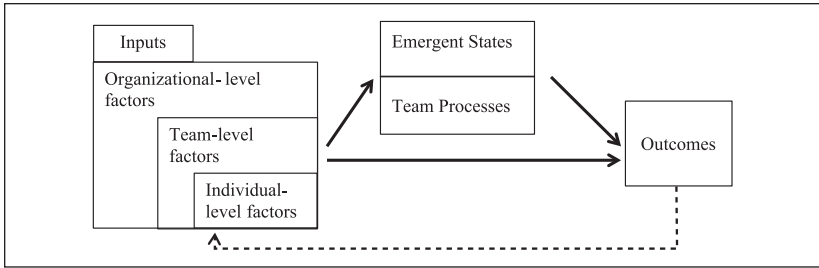 Inputs
Organizational-level
factors
Team-level
factors
Individual-
level factors
Emergent States
Team Processes
Outcomes